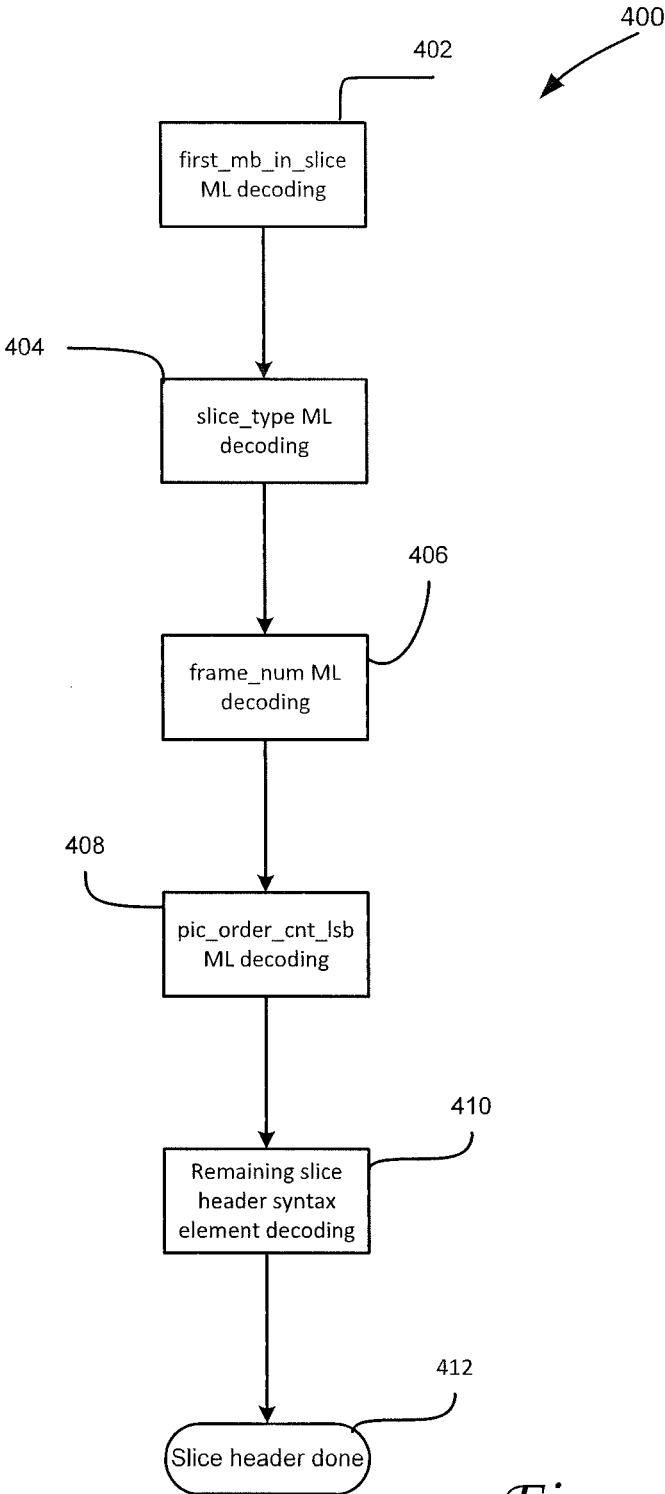 400
402
first_mb_in_slice
ML decoding
404
slice_type ML
decoding
406
frame_num ML
decoding
408
pic_order_cnt_lsb
ML decoding
410
Remaining slice
header syntax
element decoding
412
Slice header done